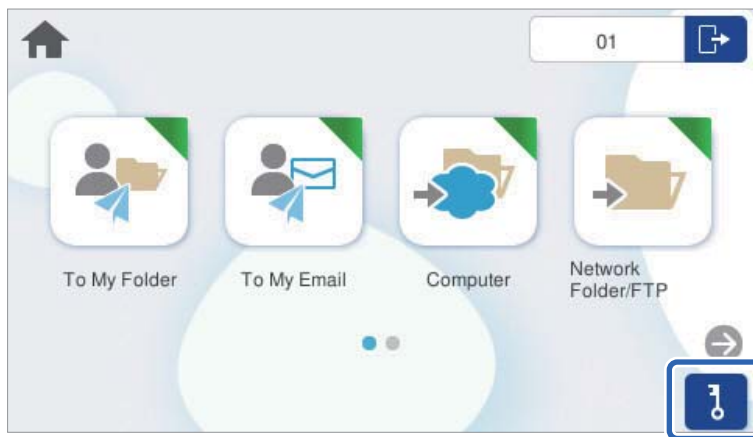 01
To My Folder
To My Email
Computer
Network
Folder/FTP